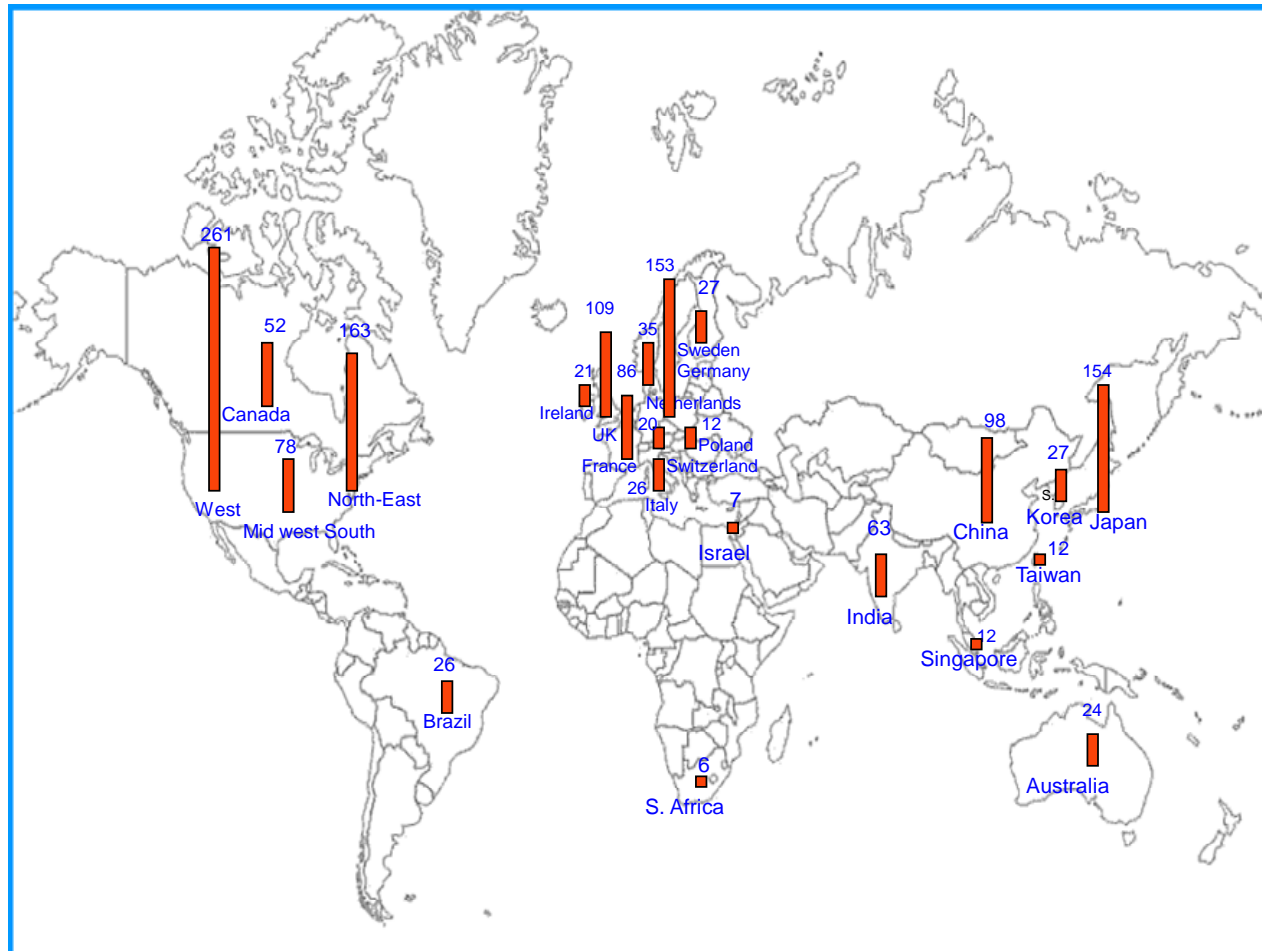 261
52
163
Canada
78
West
North-East
Mid west South
26
Brazil
153
27
109
35
Sweden
Germany
21
86
Netherlands
Ireland
UK
20
12
Poland
France
Switzerland
26
Italy
7
Israel
6
S. Africa
63
India
154
98
27
S.
Korea
Japan
China
12
Taiwan
12
Singapore
24
Australia